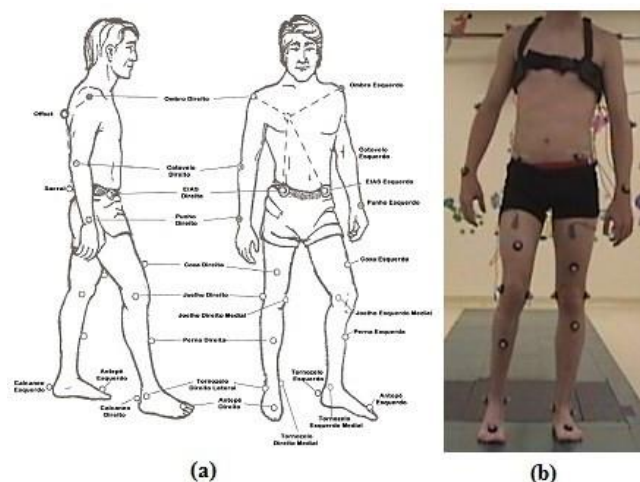 Ombro Direito
Ombro Esquerdo
Offset
Cotovelo
Esquerdo
Cotovelo
Direito
Sacral
EIAS
Direito
EIAS Esquerdo
Punho Esquerdo
Punho
Direito
Coxa Direito
Coxa Esquerdo
Joelho Direito
Joelho Direito Medial
Joelho Esquerdo Medial
Perna Direita
Perna Esquerda
Calcaneo
Esquerdo
Antepé
Esquerdo
Calcaneo
Direito
Tornozelo
Direito Lateral
Antepé
Direito
Tornozelo
Esquerdo
Antepé
Esquerdo
Tornozelo
Esquerdo Medial
Tornozelo
Direito Medial
(a)
(b)